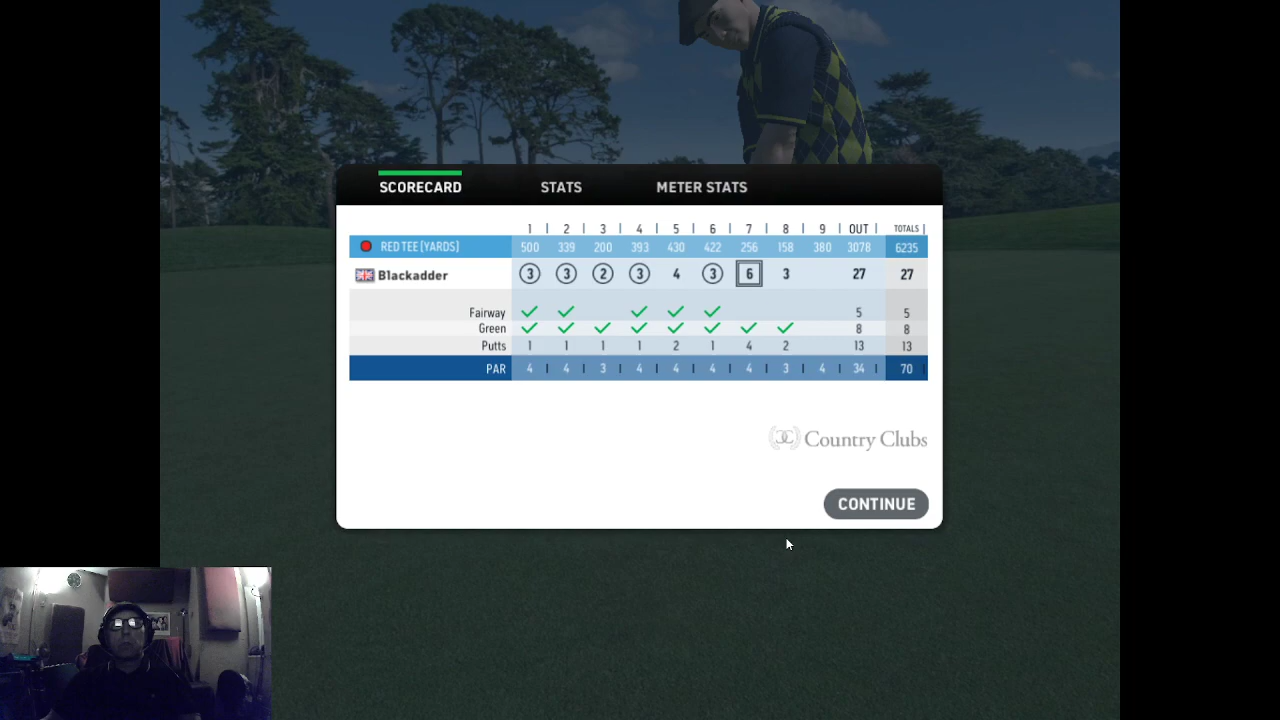 SCORECARD STATS METER STATS
1 | 2 | 3 | 4 | 5 | 6 | 7 | 8 | 9 | OUT | TOTALS |
RED TEE (YARDS) 500 339 200 393 430 422 256 158 380 3078 6235
Blackadder 3 3 2 3 4 3 6 3 27 27
Fairway ✓ ✓ ✓ ✓ ✓ 5 5
Green ✓ ✓ ✓ ✓ ✓ ✓ ✓ ✓ 8 8
Putts 1 1 1 1 2 1 4 2 13 13
PAR 4 | 4 | 3 | 4 | 4 | 4 | 4 | 3 | 4 | 34 | 70 |
CC Country Clubs
CONTINUE